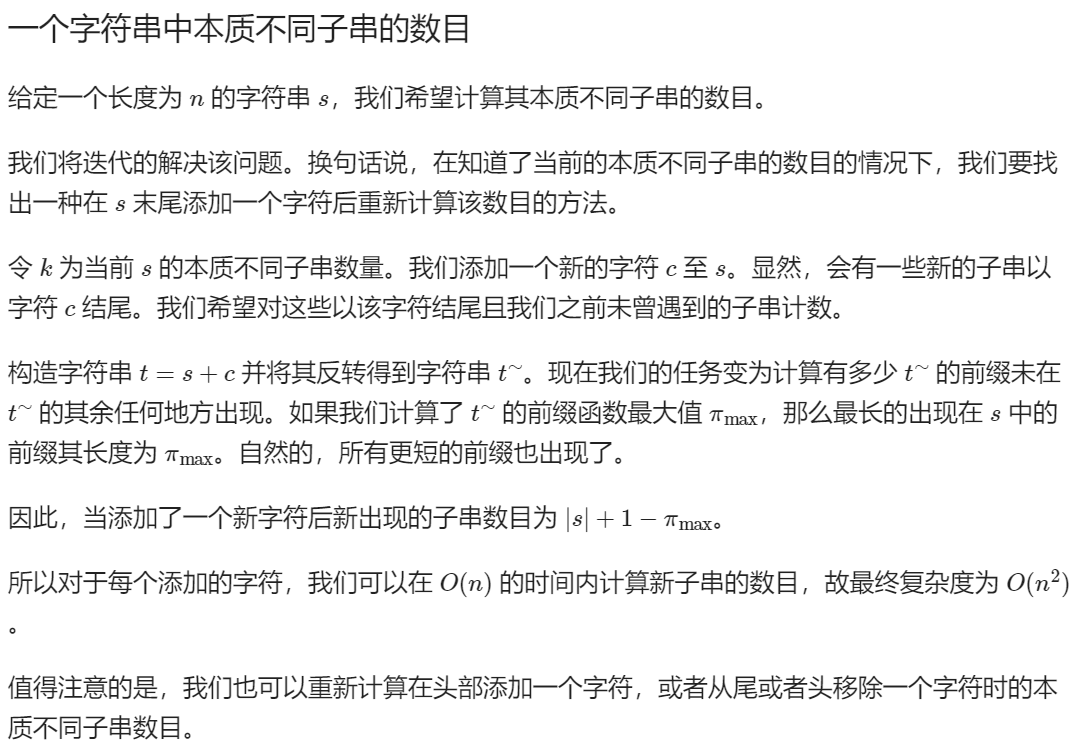 一个字符串中本质不同子串的数目
给定一个长度为 n 的字符串 s，我们希望计算其本质不同子串的数目。
我们将迭代的解决该问题。换句话说，在知道了当前的本质不同子串的数目的情况下，我们要找
出一种在 s 末尾添加一个字符后重新计算该数目的方法。
令 k 为当前 s 的本质不同子串数量。我们添加一个新的字符 c 至 s。显然，会有一些新的子串以
字符 c 结尾。我们希望对这些以该字符结尾且我们之前未曾遇到的子串计数。
构造字符串 t = s + c 并将其反转得到字符串 t~。现在我们的任务变为计算有多少 t~ 的前缀未在
t~ 的其余任何地方出现。如果我们计算了 t~ 的前缀函数最大值 π_max，那么最长的出现在 s 中的
前缀其长度为 π_max。自然的，所有更短的前缀也出现了。
因此，当添加了一个新字符后新出现的子串数目为 |s| + 1 − π_max。
所以对于每个添加的字符，我们可以在 O(n) 的时间内计算新子串的数目，故最终复杂度为 O(n²)
。
值得注意的是，我们也可以重新计算在头部添加一个字符，或者从尾或者头移除一个字符时的本
质不同子串数目。